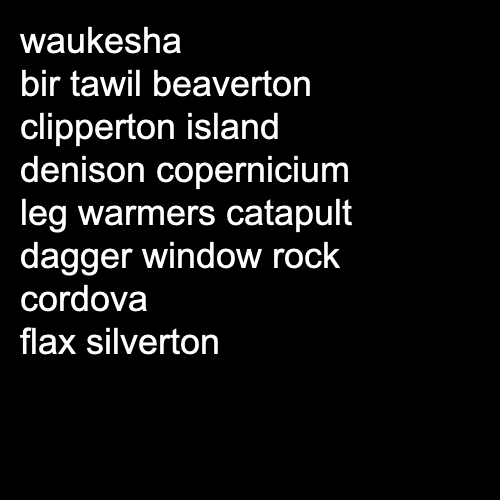 waukesha
bir tawil beaverton
clipperton island
denison copernicium
leg warmers catapult
dagger window rock
cordova
flax silverton